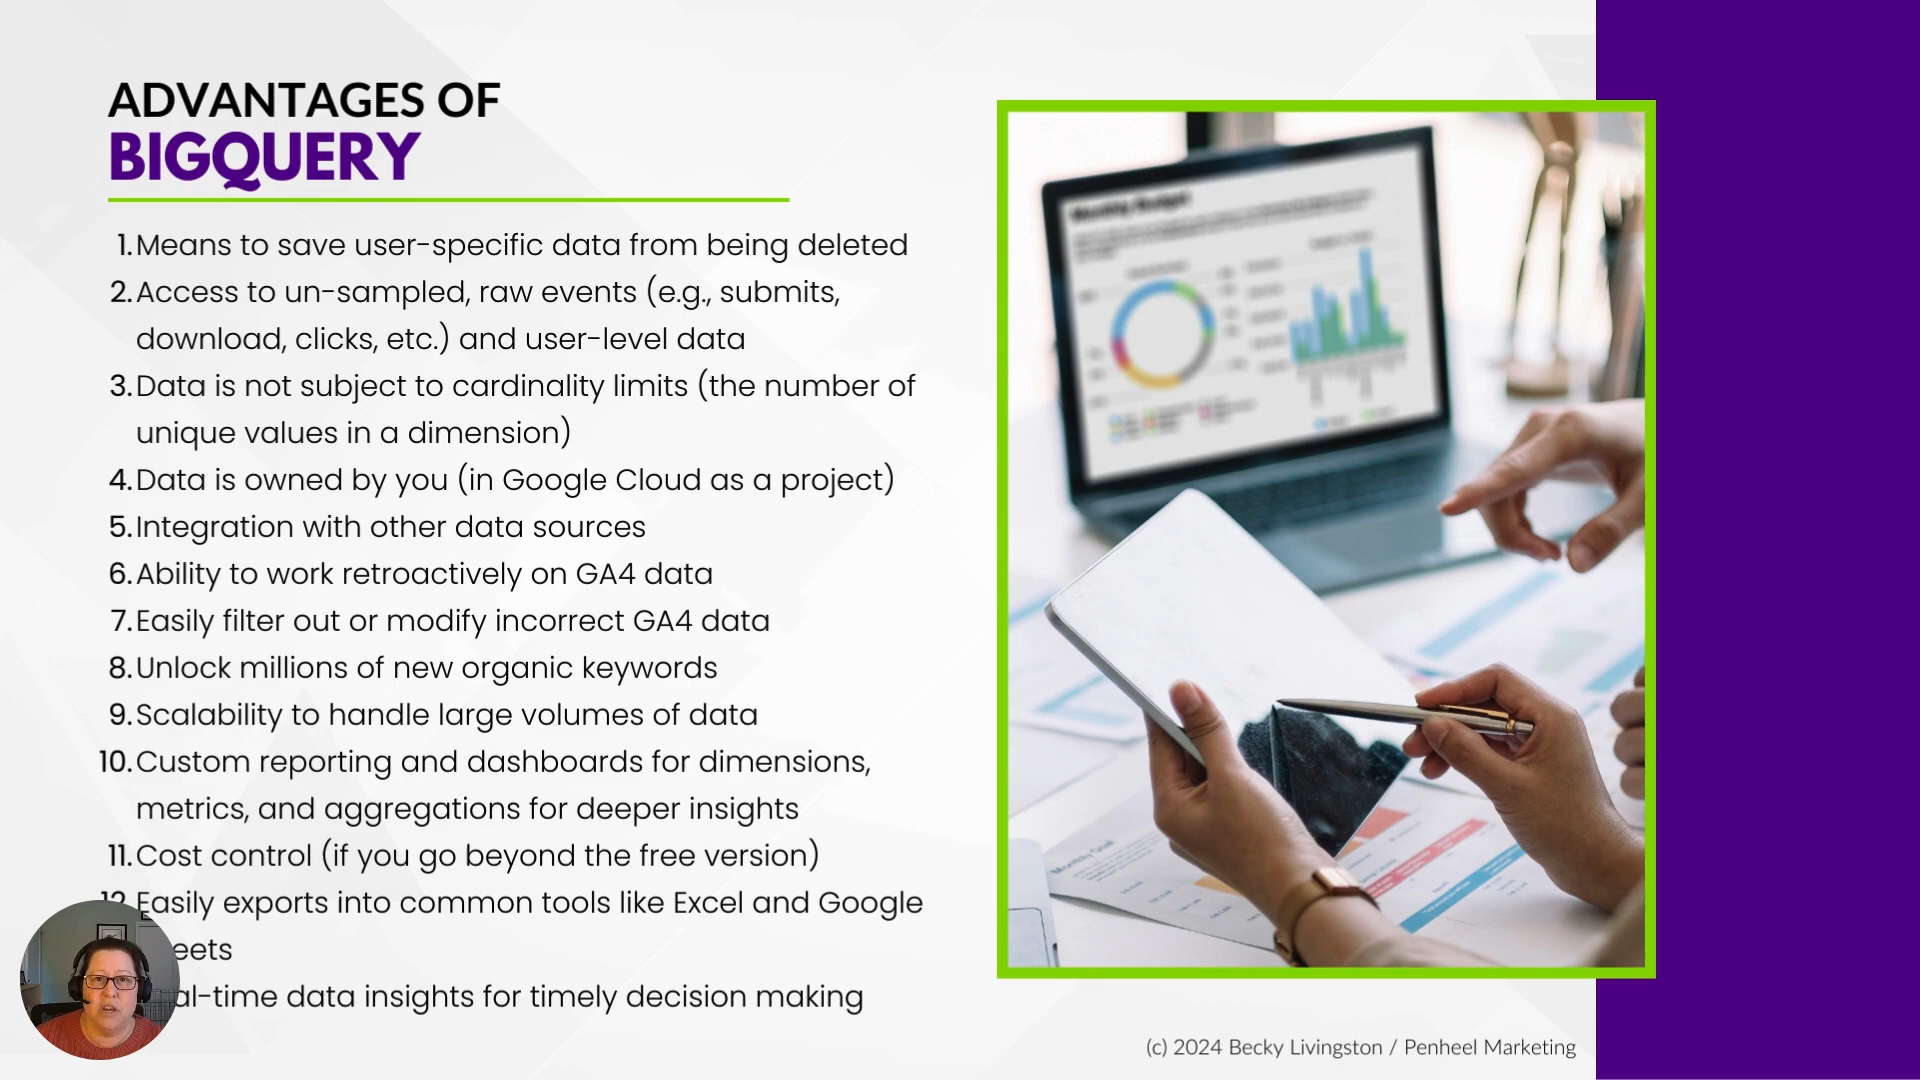 ADVANTAGES OF
BIGQUERY
1. Means to save user-specific data from being deleted
2. Access to un-sampled, raw events (e.g., submits,
download, clicks, etc.) and user-level data
3. Data is not subject to cardinality limits (the number of
unique values in a dimension)
4. Data is owned by you (in Google Cloud as a project)
5. Integration with other data sources
6. Ability to work retroactively on GA4 data
7. Easily filter out or modify incorrect GA4 data
8. Unlock millions of new organic keywords
9. Scalability to handle large volumes of data
10. Custom reporting and dashboards for dimensions,
metrics, and aggregations for deeper insights
11. Cost control (if you go beyond the free version)
12 Easily exports into common tools like Excel and Google
eets
al-time data insights for timely decision making
Monthly Budget
Monthly Goal
(c) 2024 Becky Livingston / Penheel Marketing